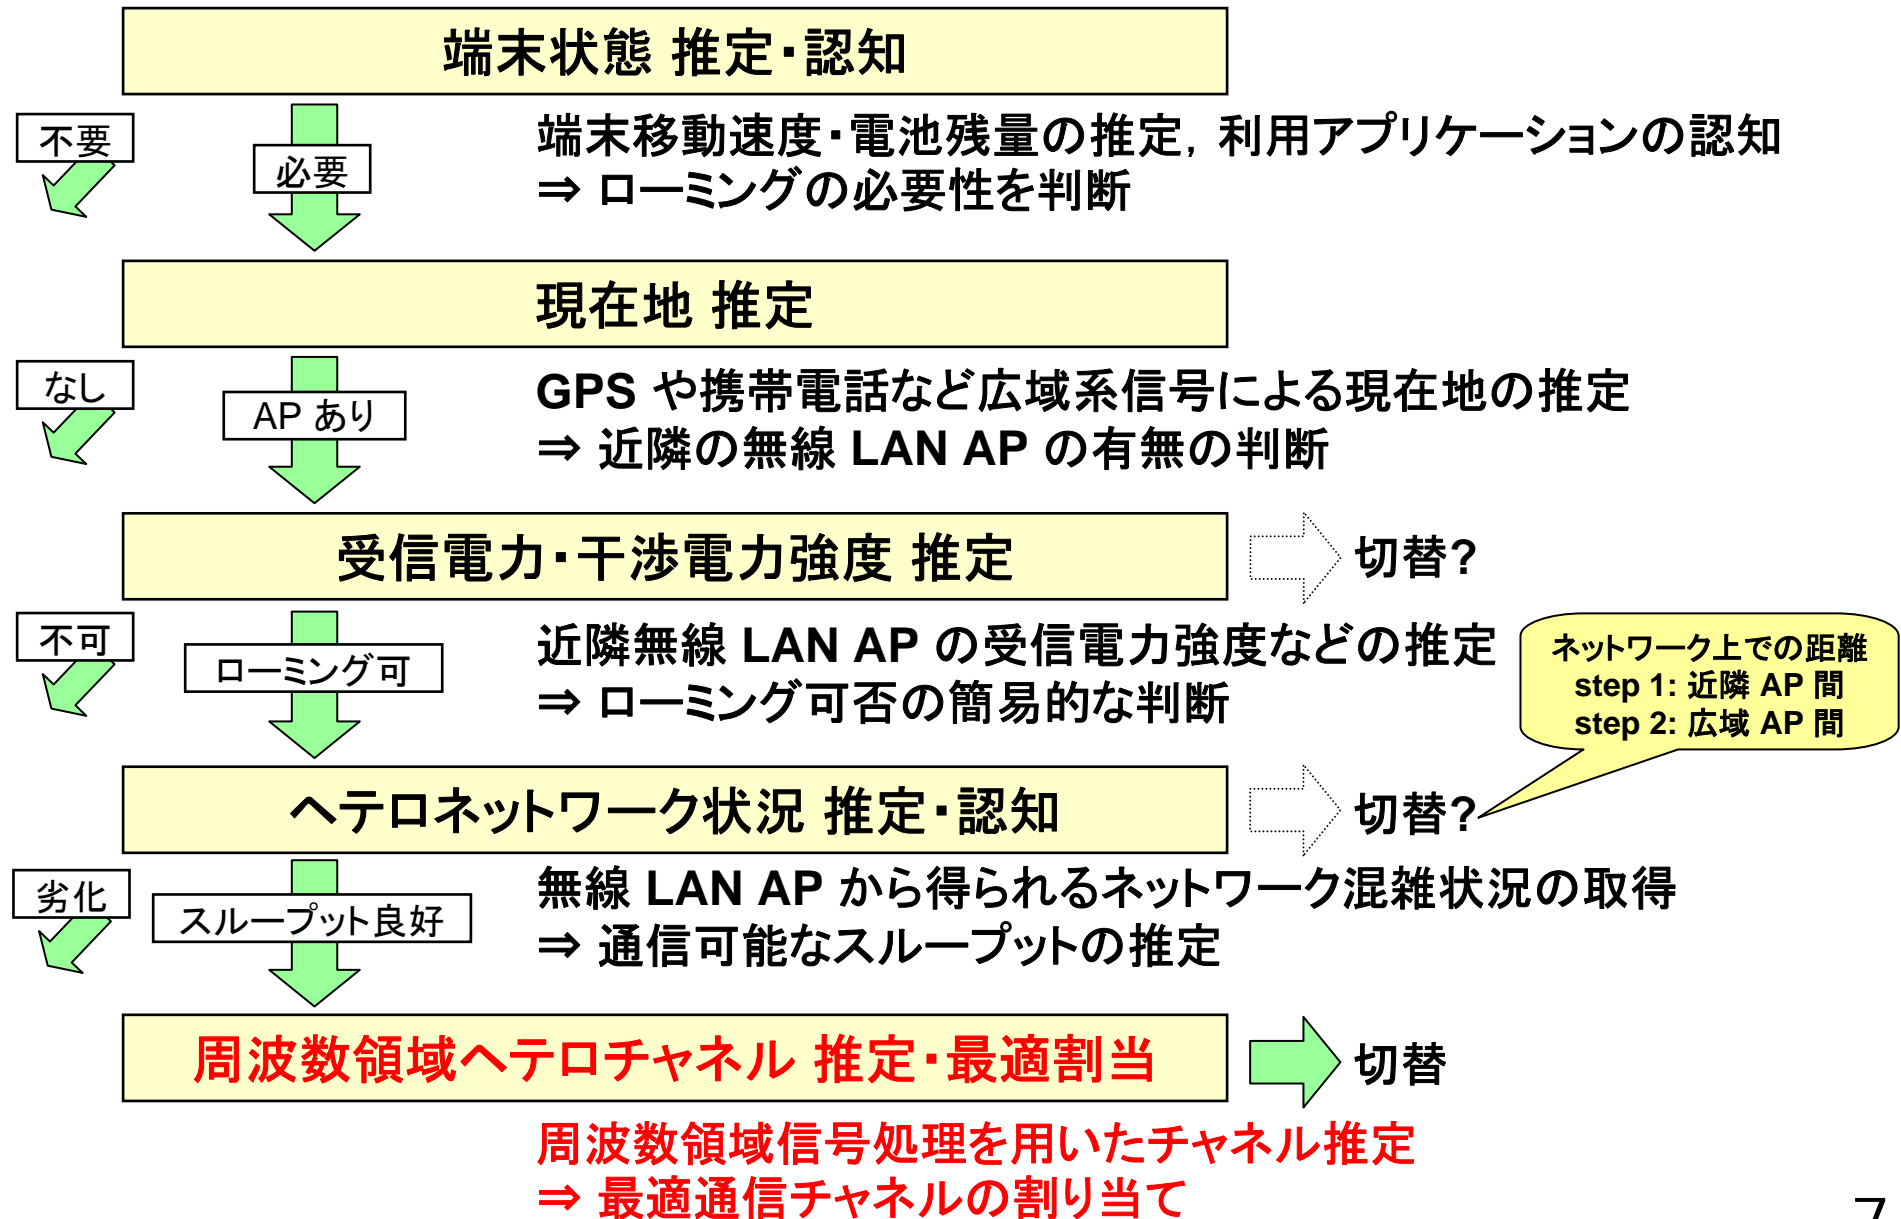 端末状態 推定・認知
不要
必要
端末移動速度・電池残量の推定，利用アプリケーションの認知
⇒ ローミングの必要性を判断
現在地 推定
なし
AP あり
GPS や携帯電話など広域系信号による現在地の推定
⇒ 近隣の無線 LAN AP の有無の判断
受信電力・干渉電力強度 推定
切替?
不可
ローミング可
近隣無線 LAN AP の受信電力強度などの推定
⇒ ローミング可否の簡易的な判断
ネットワーク上での距離
step 1: 近隣 AP 間
step 2: 広域 AP 間
ヘテロネットワーク状況 推定・認知
切替?
劣化
スループット良好
無線 LAN AP から得られるネットワーク混雑状況の取得
⇒ 通信可能なスループットの推定
周波数領域ヘテロチャネル 推定・最適割当
切替
周波数領域信号処理を用いたチャネル推定
⇒ 最適通信チャネルの割り当て
7